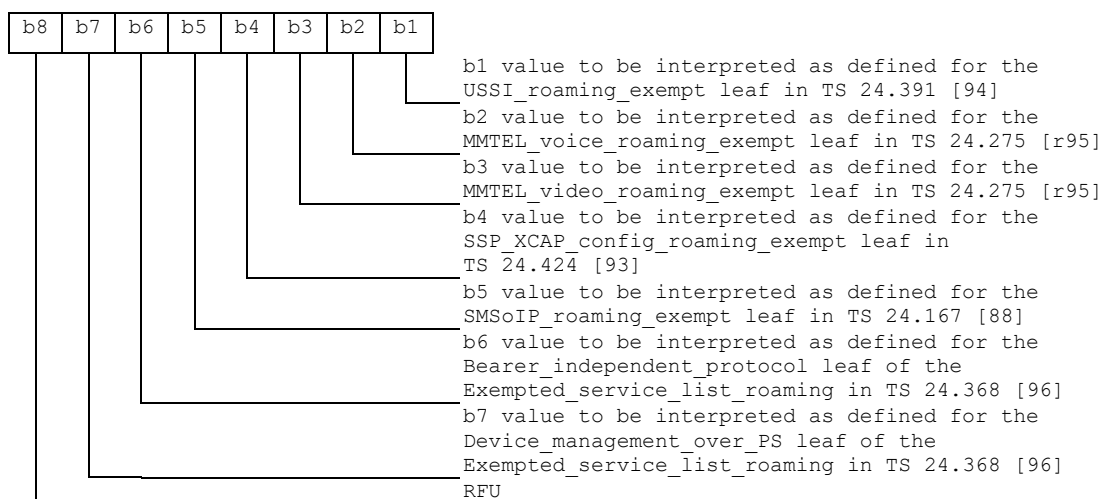 b8 b7 b6 b5 b4 b3 b2 b1
b1 value to be interpreted as defined for the
USSI_roaming_exempt leaf in TS 24.391 [94]
b2 value to be interpreted as defined for the
MMTEL_voice_roaming_exempt leaf in TS 24.275 [r95]
b3 value to be interpreted as defined for the
MMTEL_video_roaming_exempt leaf in TS 24.275 [r95]
b4 value to be interpreted as defined for the
SSP_XCAP_config_roaming_exempt leaf in
TS 24.424 [93]
b5 value to be interpreted as defined for the
SMSoIP_roaming_exempt leaf in TS 24.167 [88]
b6 value to be interpreted as defined for the
Bearer_independent_protocol leaf of the
Exempted_service_list_roaming in TS 24.368 [96]
b7 value to be interpreted as defined for the
Device_management_over_PS leaf of the
Exempted_service_list_roaming in TS 24.368 [96]
RFU